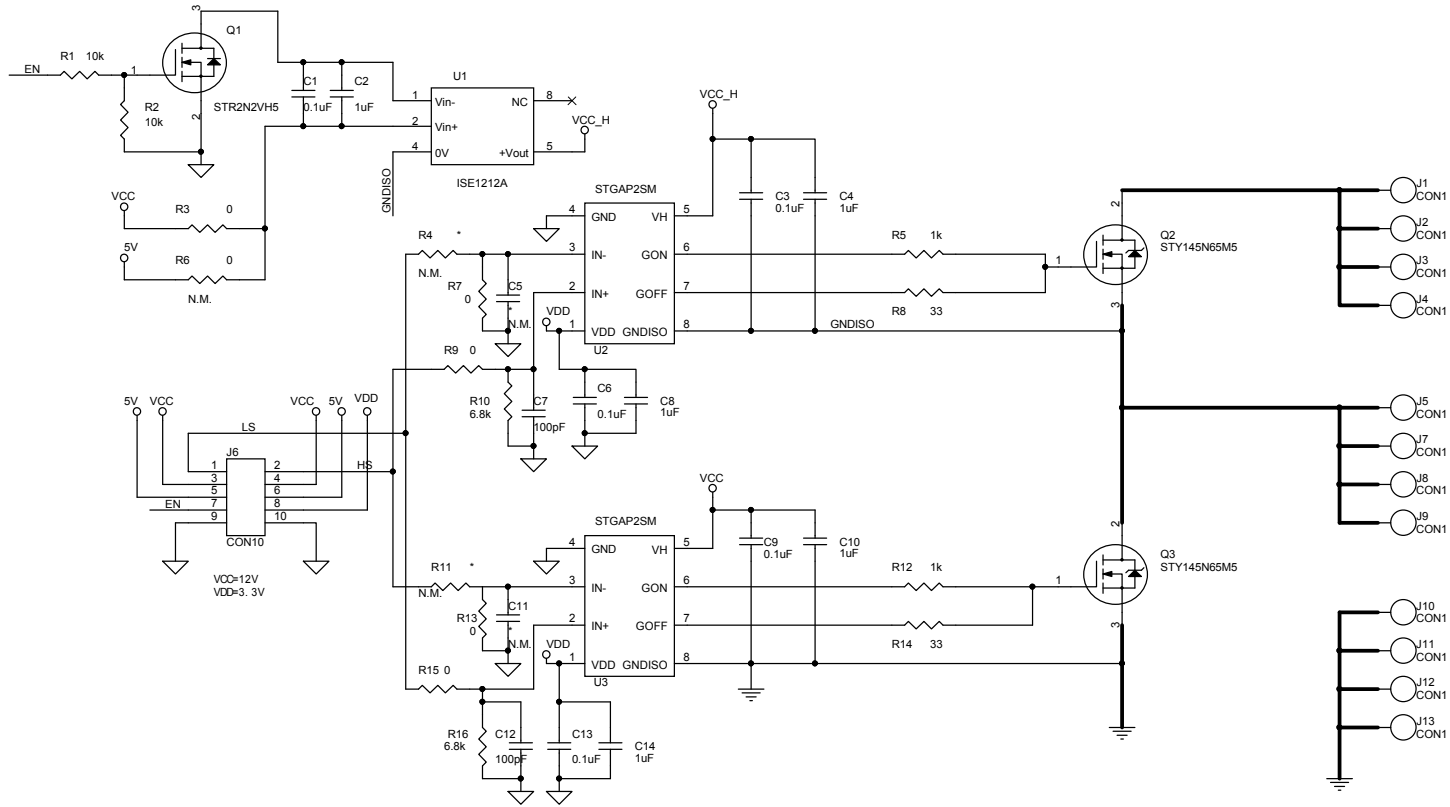 EN
R1 10k
1
3
Q1
STR2N2VH5
2
R2
10k
C1
0.1uF
C2
1uF
U1
1 Vin-
2 Vin+
4 0V
NC 8
+Vout 5
ISE1212A
VCC_H
GNDISO
VCC
R3 0
5V
R6 0
N.M.
STGAP2SM
4 GND
3 IN-
2 IN+
1 VDD
VH 5
GON 6
GOFF 7
GNDISO 8
U2
VCC_H
C3
0.1uF
C4
1uF
R4 *
N.M.
R7
0
C5
*
N.M.
VDD
R9 0
R10
6.8k
C7
100pF
C6
0.1uF
C8
1uF
R5 1k
R8 33
GNDISO
1
2
3
Q2
STY145N65M5
J1
CON1
J2
CON1
J3
CON1
J4
CON1
J5
CON1
J7
CON1
J8
CON1
J9
CON1
5V VCC
VCC 5V VDD
LS
HS
J6
1 2
3 4
5 6
EN 7 8
9 10
CON10
VCC=12V
VDD=3. 3V
STGAP2SM
4 GND
3 IN-
2 IN+
1 VDD
VH 5
GON 6
GOFF 7
GNDISO 8
U3
VCC
C9
0.1uF
C10
1uF
R11 *
N.M.
R13
0
C11
*
N.M.
VDD
R15 0
R16
6.8k
C12
100pF
C13
0.1uF
C14
1uF
R12 1k
R14 33
1
2
3
Q3
STY145N65M5
J10
CON1
J11
CON1
J12
CON1
J13
CON1